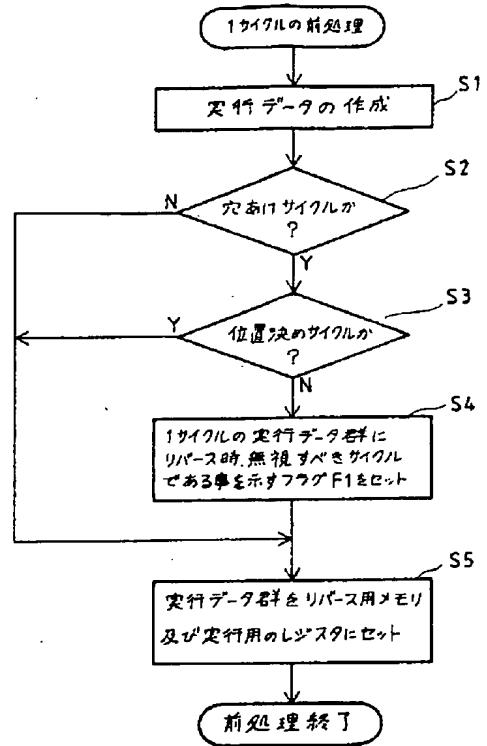 1サイクルの前処理
S1
実行データの作成
S2
N
穴あけサイクルか
?
Y
S3
Y
位置決めサイクルか
?
N
S4
1サイクルの実行データ群に
リバース時、無視すべきサイクル
である事を示すフラグF1をセット
S5
実行データ群をリバース用メモリ
及び実行用のレジスタにセット
前処理終了